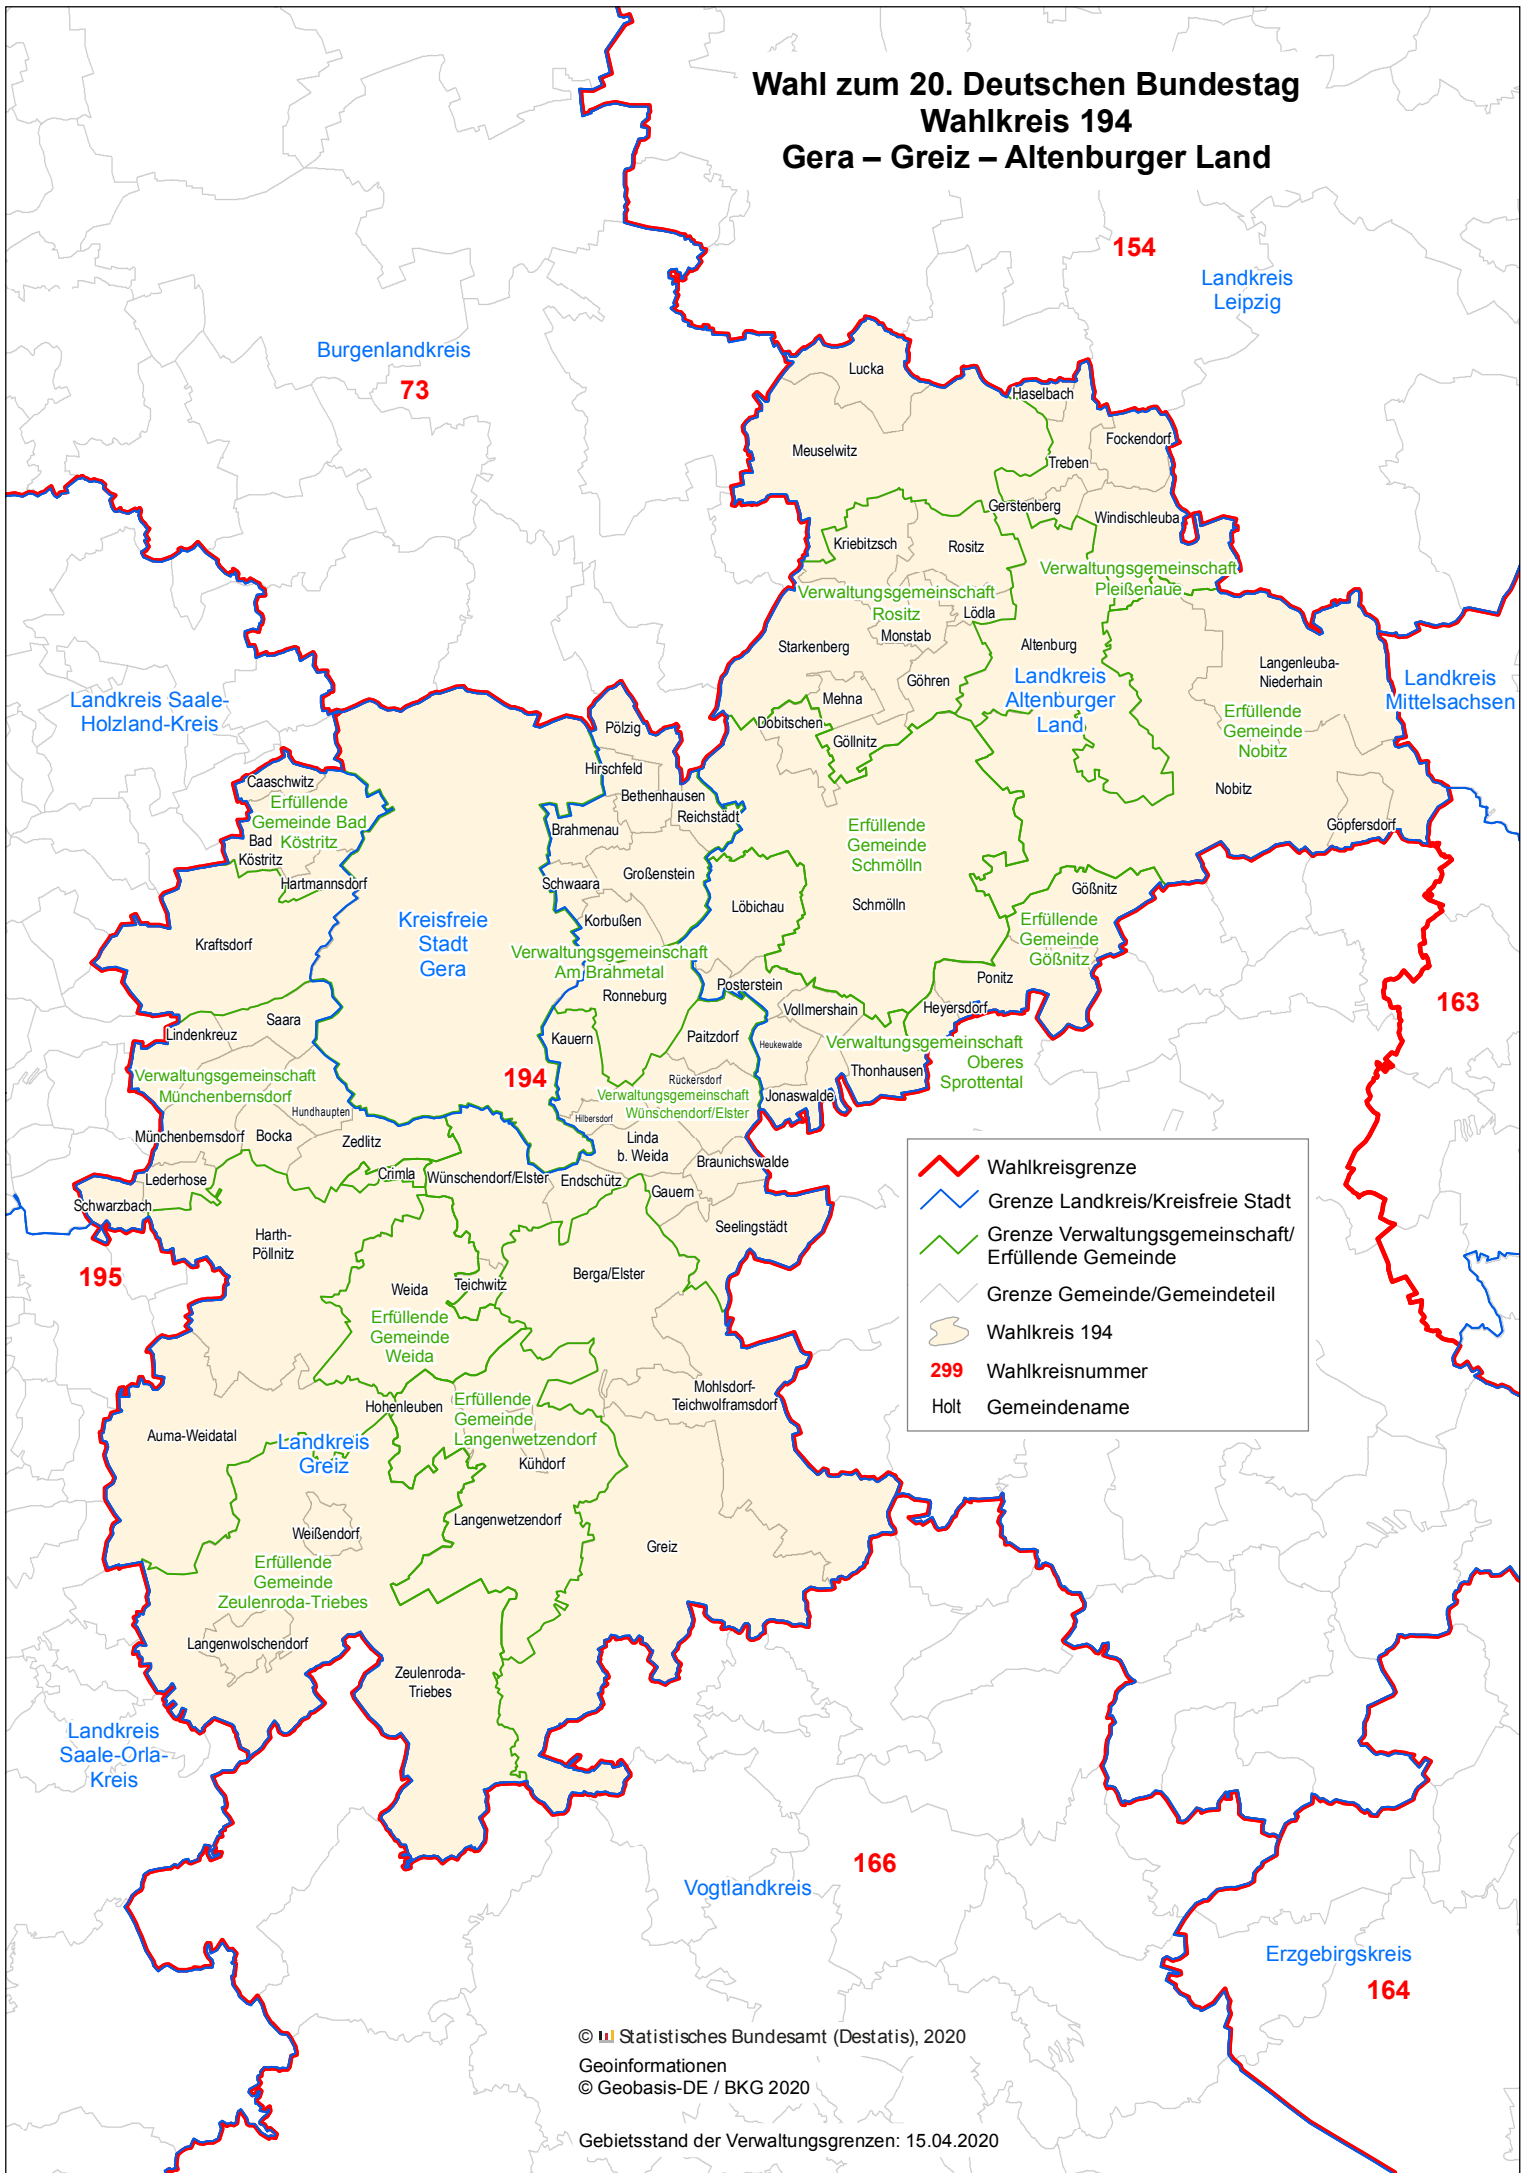 Wahl zum 20. Deutschen Bundestag
Wahlkreis 194
Gera – Greiz – Altenburger Land
154
Landkreis
Leipzig
Burgenlandkreis
73
Lucka
Haselbach
Meuselwitz
Fockendorf
Treben
Gerstenberg
Windischleuba
Kriebitzsch
Rositz
Verwaltungsgemeinschaft
Pleißenaue
Verwaltungsgemeinschaft
Rositz
Lödla
Monstab
Starkenberg
Altenburg
Göhren
Mehna
Dobitschen
Göllnitz
Landkreis
Altenburger
Land
Langenleuba-
Niederhain
Erfüllende
Gemeinde
Nobitz
Nobitz
Göpfersdorf
Landkreis
Mittelsachsen
Landkreis Saale-
Holzland-Kreis
Pölzig
Hirschfeld
Bethenhausen
Reichstädt
Brahmenau
Caaschwitz
Erfüllende
Gemeinde Bad
Köstritz
Bad
Köstritz
Hartmannsdorf
Großenstein
Schwaara
Korbußen
Kreisfreie
Stadt
Gera
Kraftsdorf
Verwaltungsgemeinschaft
Am Brahmetal
Ronneburg
Erfüllende
Gemeinde
Schmölln
Schmölln
Löbichau
Gößnitz
Erfüllende
Gemeinde
Gößnitz
Ponitz
Posterstein
Vollmershain
Heyersdorf
Heukewalde
Verwaltungsgemeinschaft
Oberes
Sprottental
Thonhausen
Jonaswalde
163
Lindenkreuz
Saara
Kauern
Paitzdorf
194
Rückersdorf
Verwaltungsgemeinschaft
Wünschendorf/Elster
Hilbersdorf
Verwaltungsgemeinschaft
Münchenbernsdorf
Hundhaupten
Münchenbernsdorf
Bocka
Zedlitz
Linda
b. Weida
Braunichswalde
Lederhose
Crimla
Wünschendorf/Elster
Endschütz
Gauern
Schwarzbach
Seelingstädt
Harth-
Pöllnitz
195
Weida
Teichwitz
Berga/Elster
Erfüllende
Gemeinde
Weida
Wahlkreisgrenze
Grenze Landkreis/Kreisfreie Stadt
Grenze Verwaltungsgemeinschaft/
Erfüllende Gemeinde
Grenze Gemeinde/Gemeindeteil
Wahlkreis 194
299 Wahlkreisnummer
Holt Gemeindename
Mohlsdorf-
Teichwolframsdorf
Hohenleuben
Erfüllende
Gemeinde
Langenwetzendorf
Auma-Weidatal
Landkreis
Greiz
Kühdorf
Langenwetzendorf
Weißendorf
Greiz
Erfüllende
Gemeinde
Zeulenroda-Triebes
Langenwolschendorf
Zeulenroda-
Triebes
Landkreis
Saale-Orla-
Kreis
166
Vogtlandkreis
Erzgebirgskreis
164
© Statistisches Bundesamt (Destatis), 2020
Geoinformationen
© Geobasis-DE / BKG 2020
Gebietsstand der Verwaltungsgrenzen: 15.04.2020